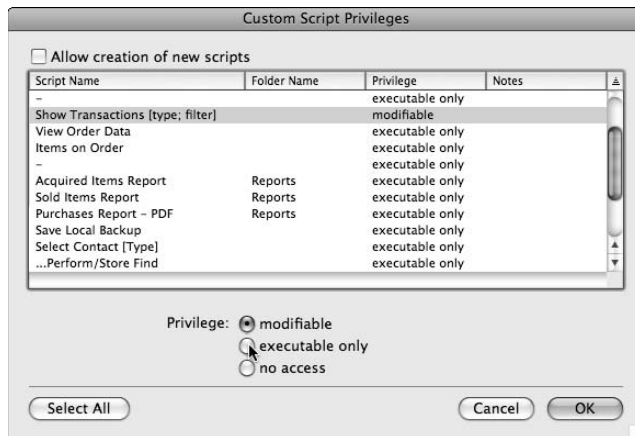 Custom Script Privileges
Allow creation of new scripts
Script Name Folder Name Privilege Notes
– executable only
Show Transactions [type; filter] modifiable
View Order Data executable only
Items on Order executable only
– executable only
Acquired Items Report Reports executable only
Sold Items Report Reports executable only
Purchases Report – PDF Reports executable only
Save Local Backup executable only
Select Contact [Type] executable only
...Perform/Store Find executable only
Privilege: modifiable
executable only
no access
Select All Cancel OK